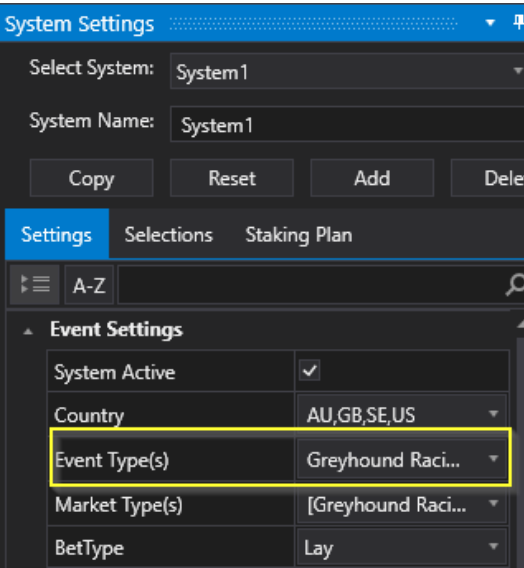 System Settings
Select System: System1
System Name: System1
Copy Reset Add Dele
Settings Selections Staking Plan
A-Z
Event Settings
System Active
Country AU,GB,SE,US
Event Type(s) Greyhound Raci...
Market Type(s) [Greyhound Raci...
BetType Lay